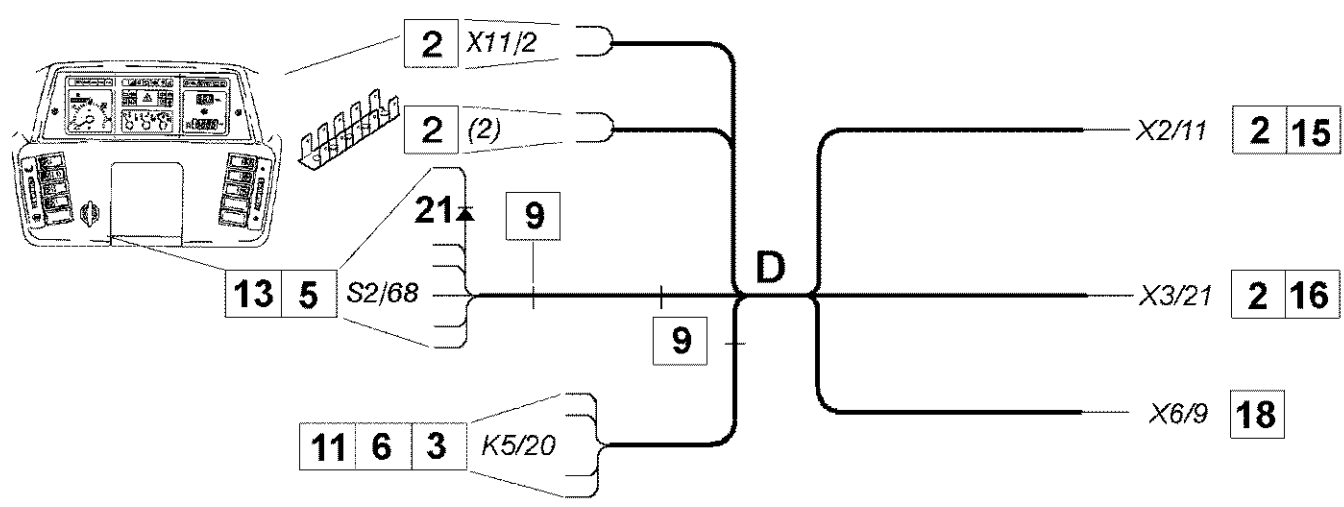 2 X11/2
2 (2)
X2/11 2 15
21 9
D
13 5 S2/68
X3/21 2 16
9
X6/9 18
11 6 3 K5/20